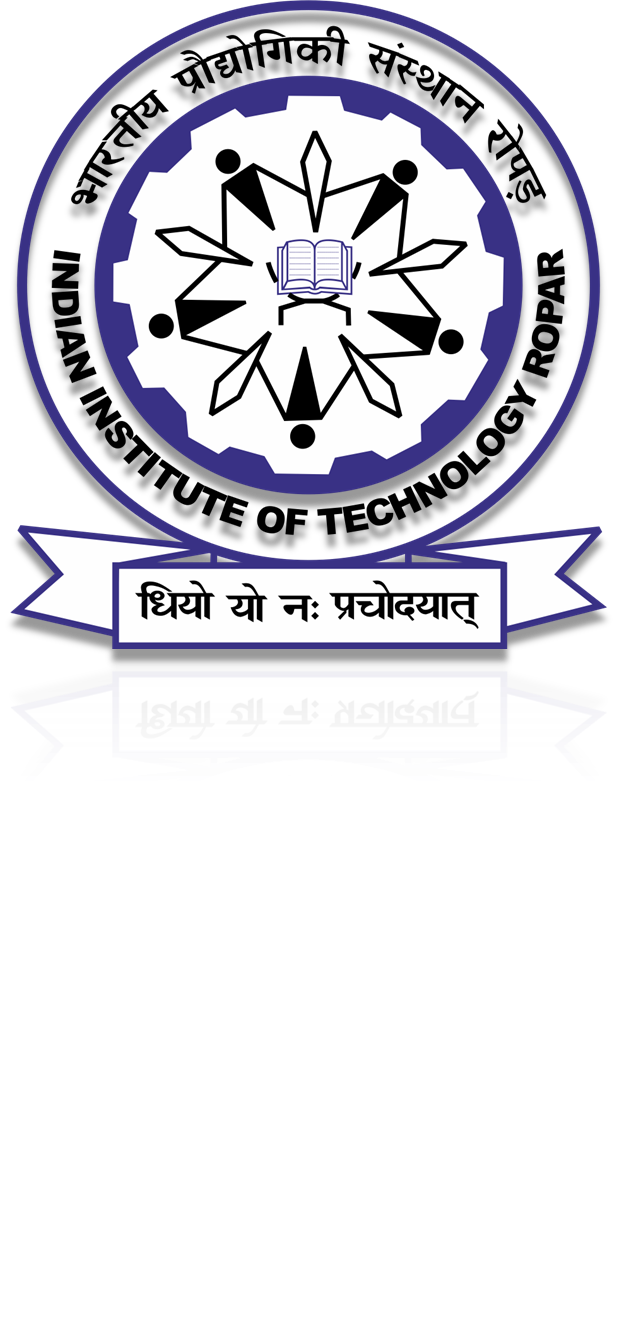 भारतीय प्रौद्योगिकी संस्थान रोपड़
INDIAN INSTITUTE OF TECHNOLOGY ROPAR
धियो यो नः प्रचोदयात्